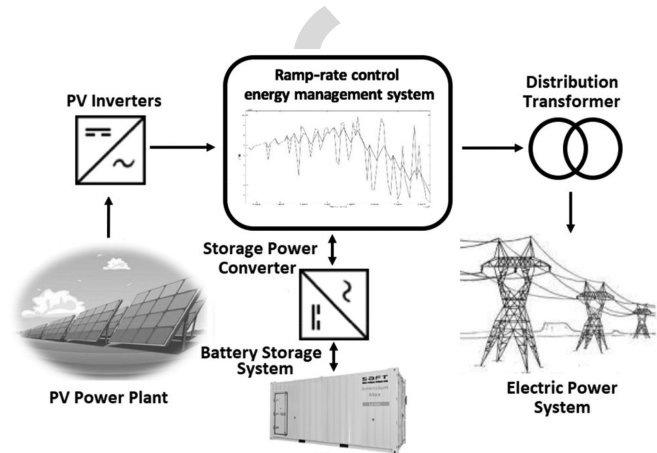 Ramp-rate control
energy management system
PV Inverters
Distribution
Transformer
Storage Power
Converter
Battery Storage
System
PV Power Plant
Electric Power
System
SAFT